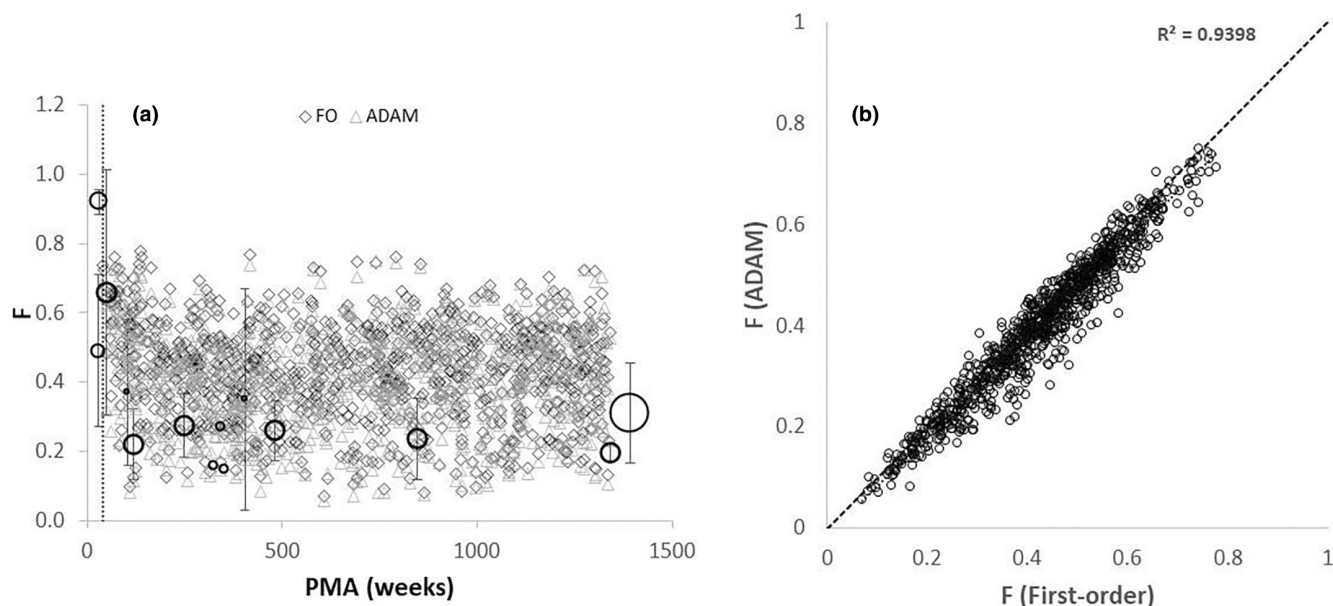 (a)
◇ FO △ ADAM
1.2
1.0
0.8
0.6
0.4
0.2
0.0
F
0 500 1000 1500
PMA (weeks)
(b)
R² = 0.9398
1
0.8
0.6
0.4
0.2
0
F (ADAM)
0 0.2 0.4 0.6 0.8 1
F (First-order)